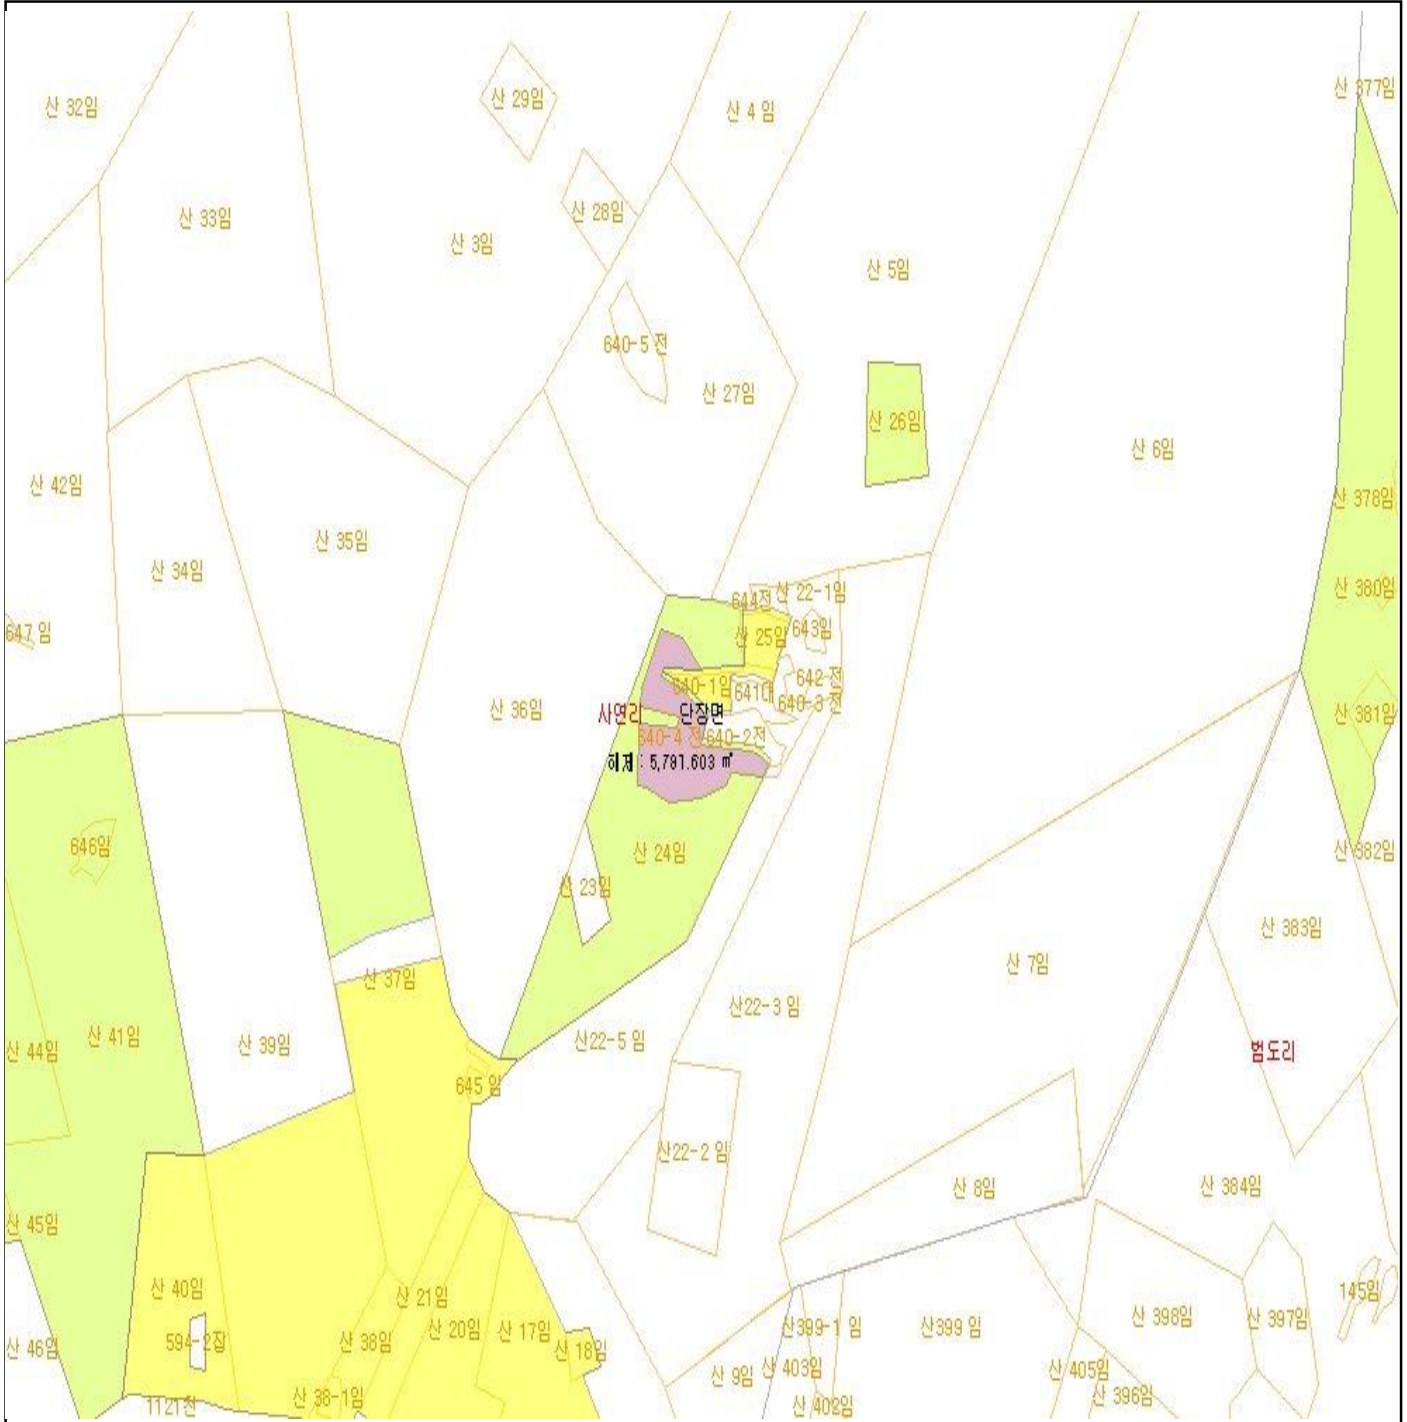 산 32임
산 29임
산 4 임
산 377임
산 33임
산 28임
산 3임
산 5임
640-5 전
산 27임
산 26임
산 6임
산 42임
산 378임
산 35임
산 34임
산 380임
644전
산 22-1임
647 임
산 25임
643임
640-1임
641대
642 전
640-3 전
산 36임
사연리
단장면
산 381임
640-4 전
640-2전
해제 : 5,791.603 ㎡
646임
산 24임
산 382임
산 23임
산 383임
산 7임
산 37임
산22-3 임
산 44임
산 41임
산 39임
산22-5 임
범도리
645 임
산22-2 임
산 8임
산 384임
산 45임
산 40임
산 21임
145임
산 46임
594-2장
산 38임
산 20임
산 17임
산 18임
산399-1 임
산399 임
산 398임
산 397임
산 9임
산 403임
산 405임
산 38-1임
산 402임
산 396임
1121전